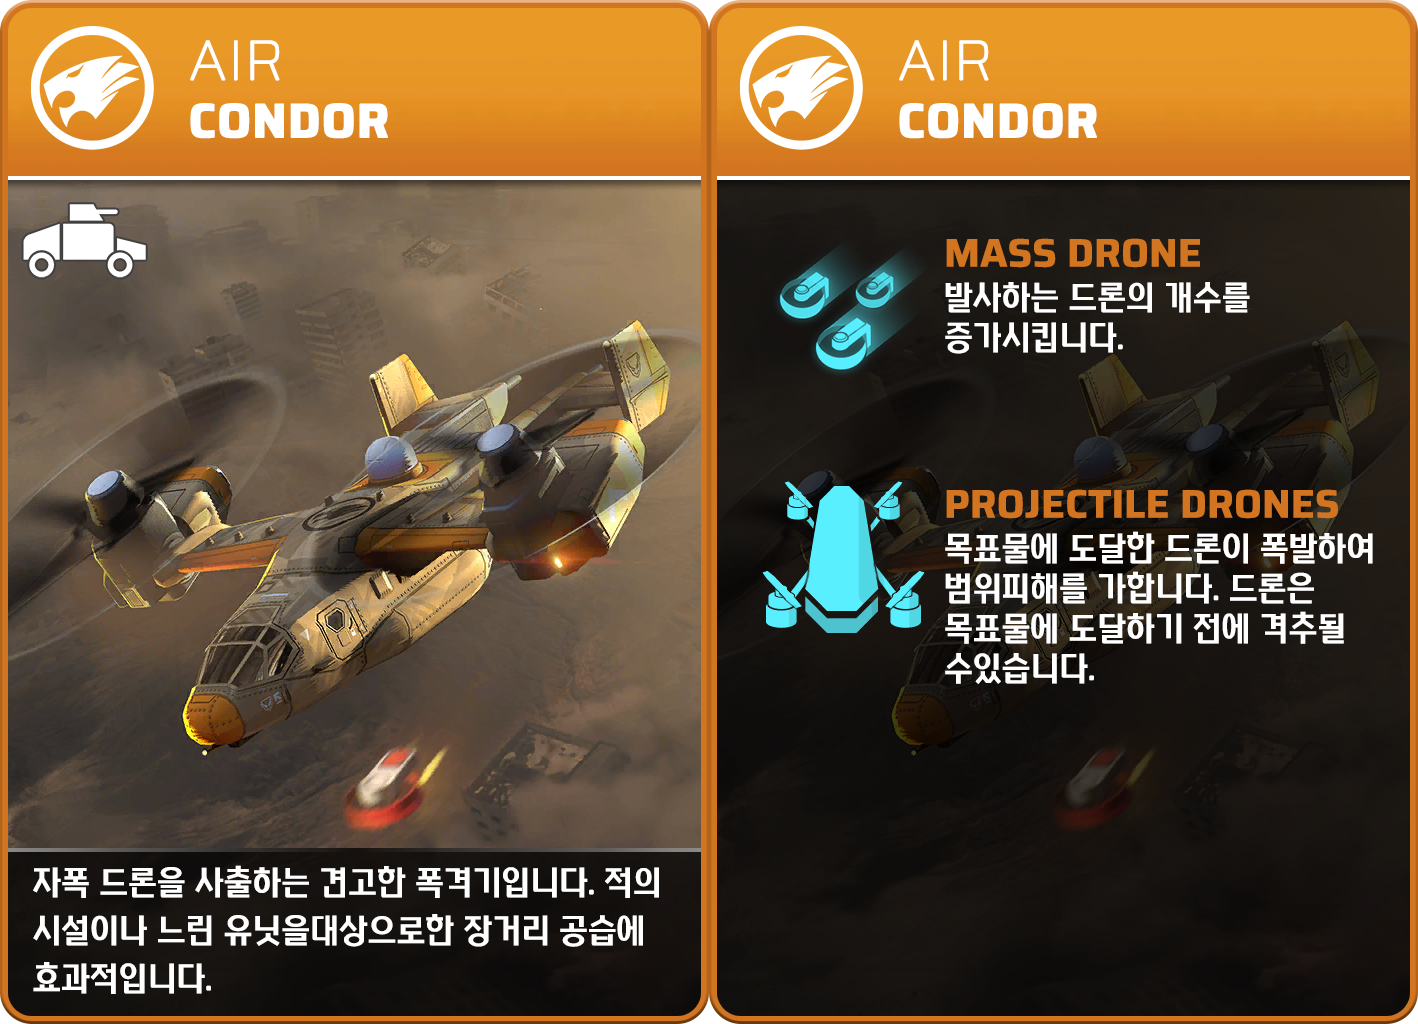 AIR
CONDOR
자폭 드론을 사출하는 견고한 폭격기입니다. 적의
시설이나 느린 유닛을대상으로한 장거리 공습에
효과적입니다.
AIR
CONDOR
MASS DRONE
발사하는 드론의 개수를
증가시킵니다.
PROJECTILE DRONES
목표물에 도달한 드론이 폭발하여
범위피해를 가합니다. 드론은
목표물에 도달하기 전에 격추될
수있습니다.